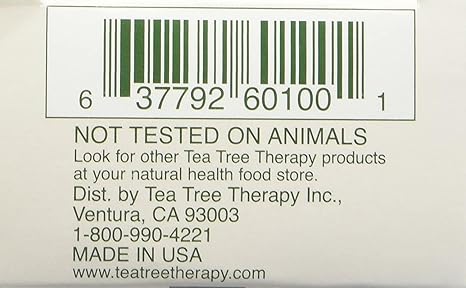 6 37792 60100 1
NOT TESTED ON ANIMALS
Look for other Tea Tree Therapy products
at your natural health food store.
Dist. by Tea Tree Therapy Inc.,
Ventura, CA 93003
1-800-990-4221
MADE IN USA
www.teatreetherapy.com